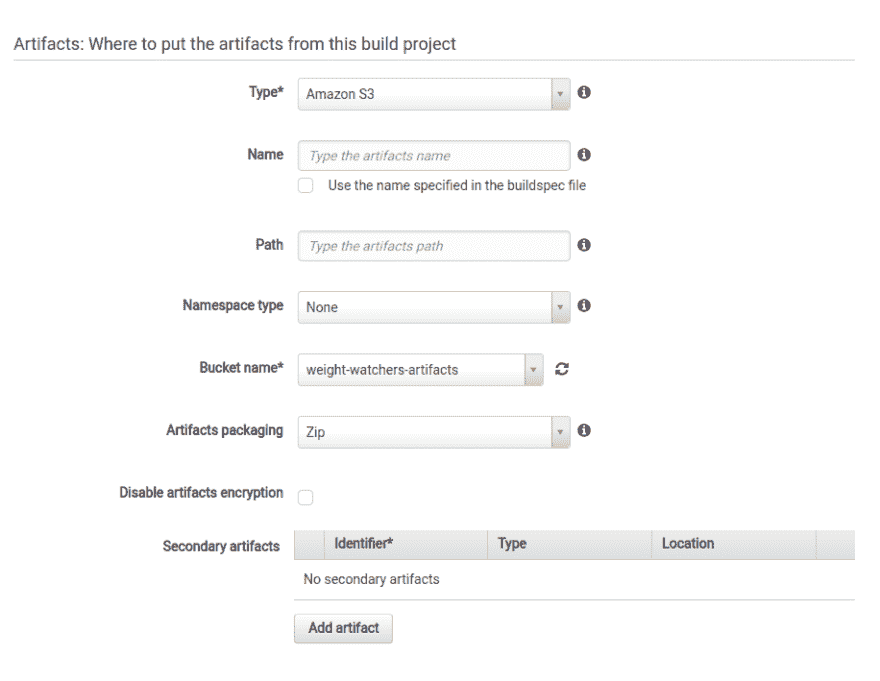 Artifacts: Where to put the artifacts from this build project
Type* Amazon S3
Name Type the artifacts name
Use the name specified in the buildspec file
Path Type the artifacts path
Namespace type None
Bucket name* weight-watchers-artifacts
Artifacts packaging Zip
Disable artifacts encryption
Secondary artifacts Identifier* Type Location
No secondary artifacts
Add artifact